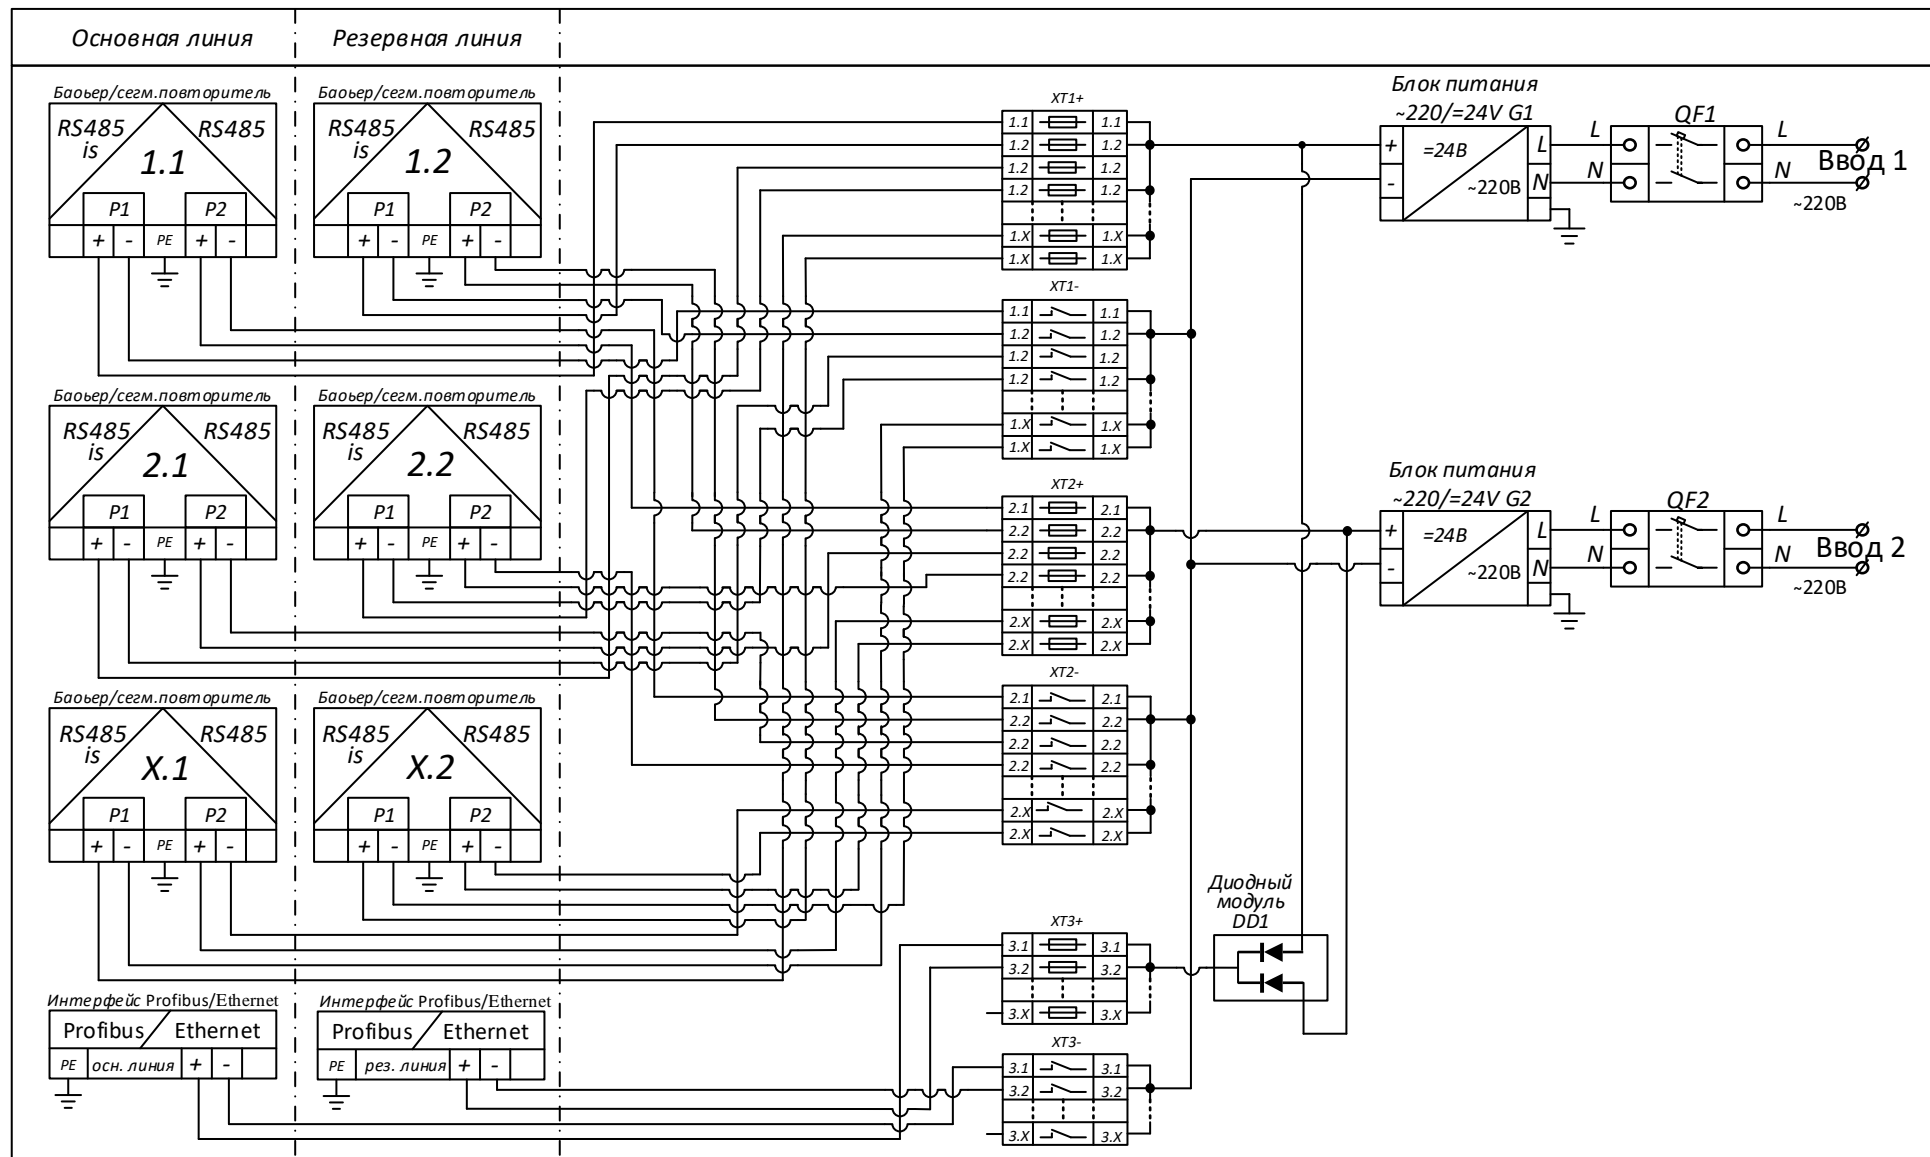 Основная линия
Резервная линия
Баоьер/сегм.повторитель
RS485
is
RS485
1.1
P1
P2
+ - PE + -
Баоьер/сегм.повторитель
RS485
is
RS485
1.2
P1
P2
+ - PE + -
Баоьер/сегм.повторитель
RS485
is
RS485
2.1
P1
P2
+ - PE + -
Баоьер/сегм.повторитель
RS485
is
RS485
2.2
P1
P2
+ - PE + -
Баоьер/сегм.повторитель
RS485
is
RS485
X.1
P1
P2
+ - PE + -
Баоьер/сегм.повторитель
RS485
is
RS485
X.2
P1
P2
+ - PE + -
Интерфейс Profibus/Ethernet
Profibus Ethernet
PE осн. линия + -
Интерфейс Profibus/Ethernet
Profibus Ethernet
PE рез. линия + -
XT1+
1.1 1.1
1.2 1.2
1.2 1.2
1.2 1.2
1.X 1.X
1.X 1.X
XT1-
1.1 1.1
1.2 1.2
1.2 1.2
1.2 1.2
1.X 1.X
1.X 1.X
XT2+
2.1 2.1
2.2 2.2
2.2 2.2
2.2 2.2
2.X 2.X
2.X 2.X
XT2-
2.1 2.1
2.2 2.2
2.2 2.2
2.2 2.2
2.X 2.X
2.X 2.X
XT3+
3.1 3.1
3.2 3.2
3.X 3.X
XT3-
3.1 3.1
3.2 3.2
3.X 3.X
Блок питания
~220/=24V G1
+
-
=24В
~220В
L
N
L
N
QF1
L
N
Ввод 1
~220В
Блок питания
~220/=24V G2
+
-
=24В
~220В
L
N
L
N
QF2
L
N
Ввод 2
~220В
Диодный
модуль
DD1